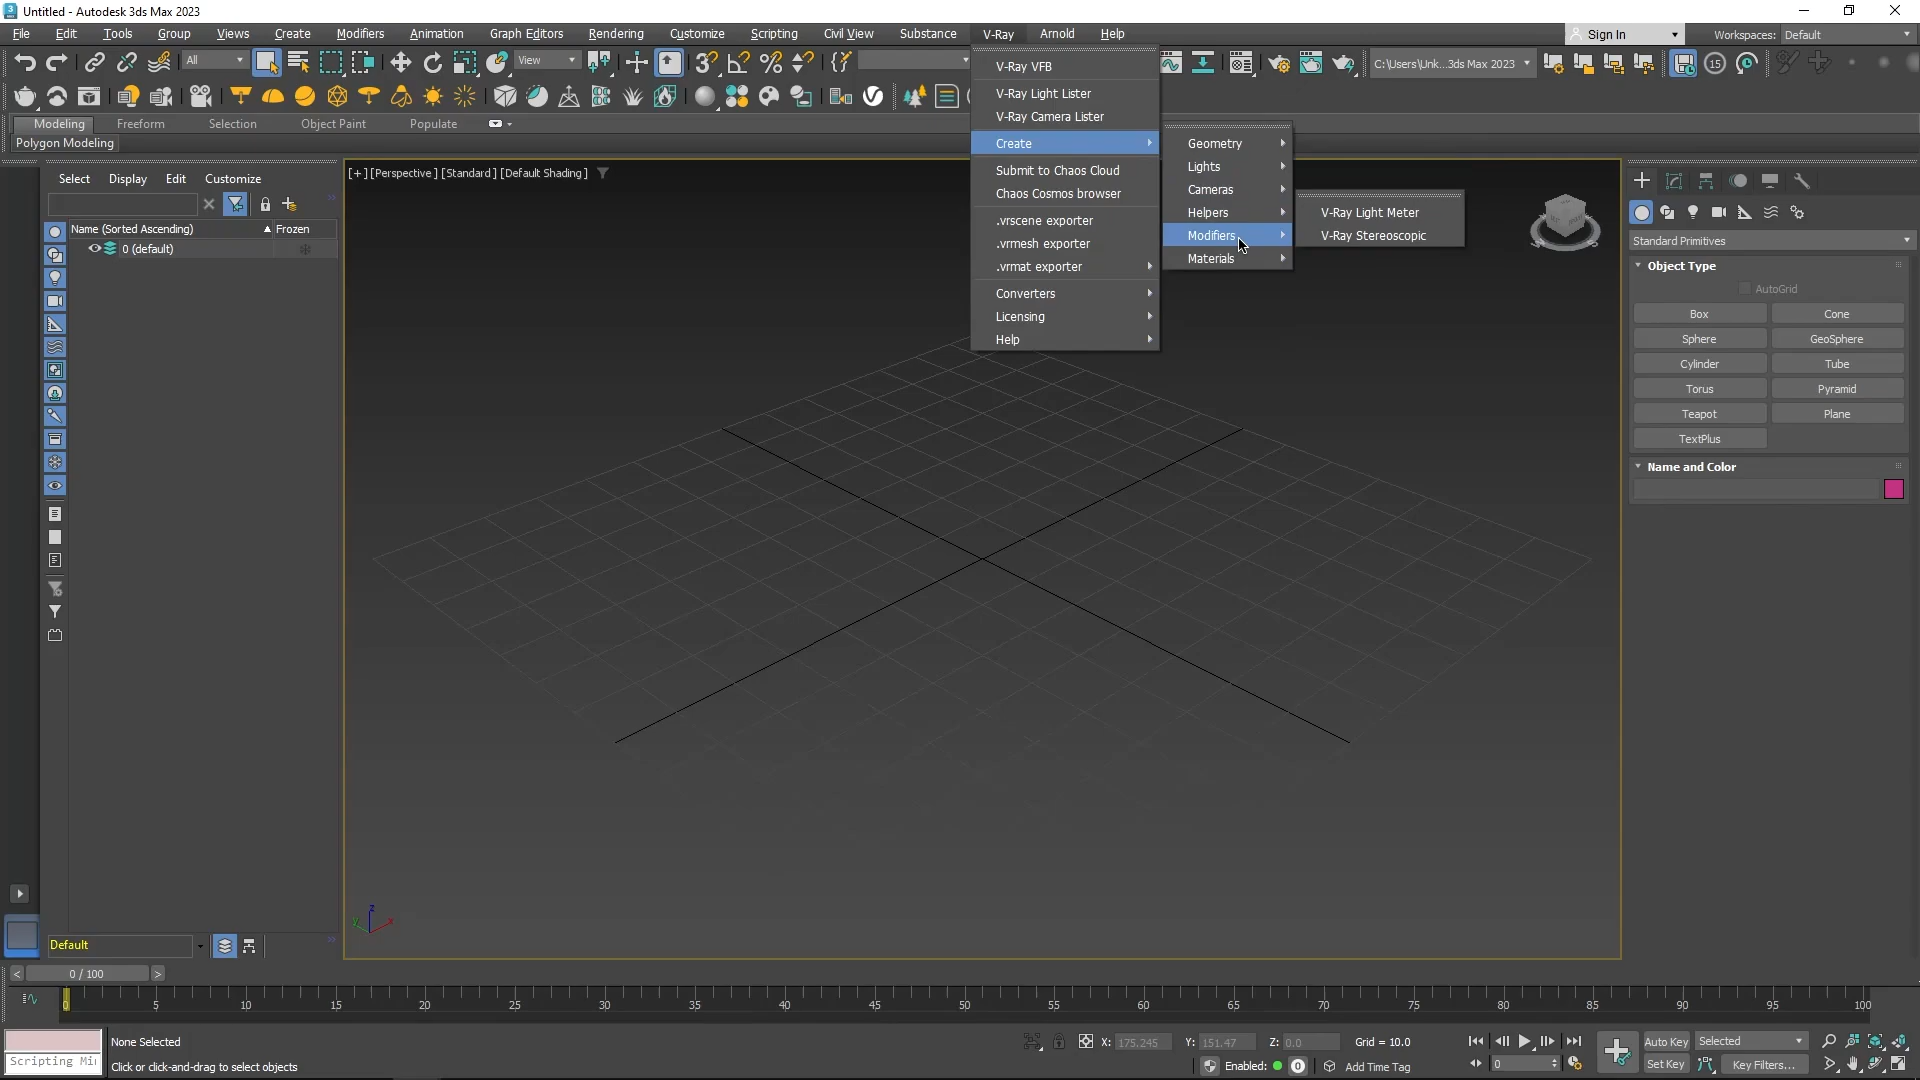 Untitled - Autodesk 3ds Max 2023
File Edit Tools Group Views Create Modifiers Animation Graph Editors Rendering Customize Scripting Civil View Substance V-Ray Arnold Help Sign In Workspaces: Default
All View C:\Users\Unk...3ds Max 2023 15
Modeling Freeform Selection Object Paint Populate
Polygon Modeling
V-Ray VFB
V-Ray Light Lister
V-Ray Camera Lister
Create
Submit to Chaos Cloud
Chaos Cosmos browser
.vrscene exporter
.vrmesh exporter
.vrmat exporter
Converters
Licensing
Help
Geometry
Lights
Cameras
Helpers
Modifiers
Materials
V-Ray Light Meter
V-Ray Stereoscopic
[+] [Perspective ] [Standard ] [Default Shading ]
Select Display Edit Customize
Name (Sorted Ascending) Frozen
0 (default)
Standard Primitives
Object Type
AutoGrid
Box Cone
Sphere GeoSphere
Cylinder Tube
Torus Pyramid
Teapot Plane
TextPlus
Name and Color
z
y x
Default
< 0 / 100 >
0 5 10 15 20 25 30 35 40 45 50 55 60 65 70 75 80 85 90 95 100
None Selected X: 175.245 Y: 151.47 Z: 0.0 Grid = 10.0 Auto Key Selected
Scripting Mi Click or click-and-drag to select objects Enabled: 0 Add Time Tag 0 Set Key Key Filters...